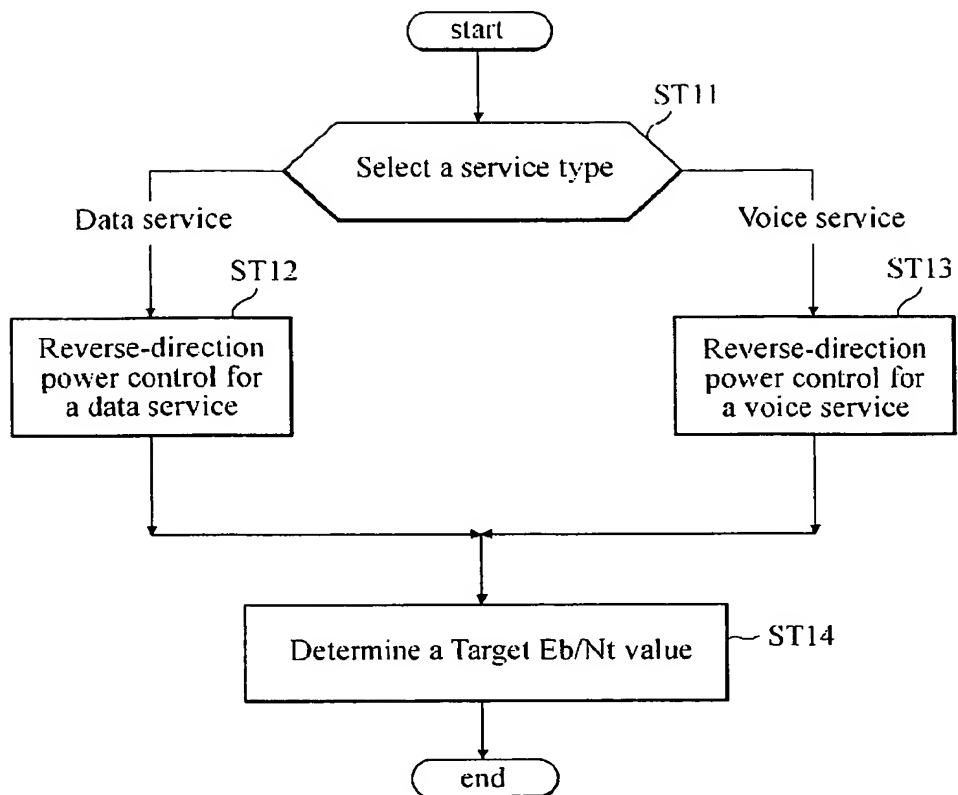 start
ST11
Select a service type
Data service
Voice service
ST12
ST13
Reverse-direction
power control for
a data service
Reverse-direction
power control for
a voice service
Determine a Target Eb/Nt value
ST14
end